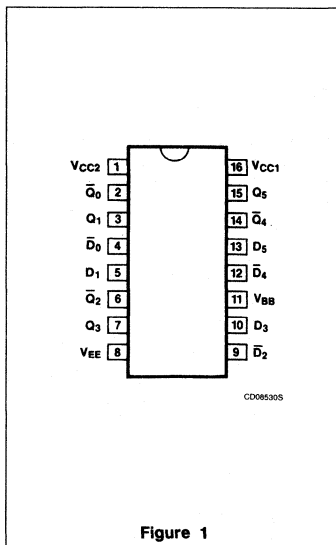 VCC2 1 16 VCC1
Q̅0 2 15 Q5
Q1 3 14 Q̅4
D̅0 4 13 D5
D1 5 12 D̅4
Q̅2 6 11 VBB
Q3 7 10 D3
VEE 8 9 D̅2
CD08530S
Figure 1